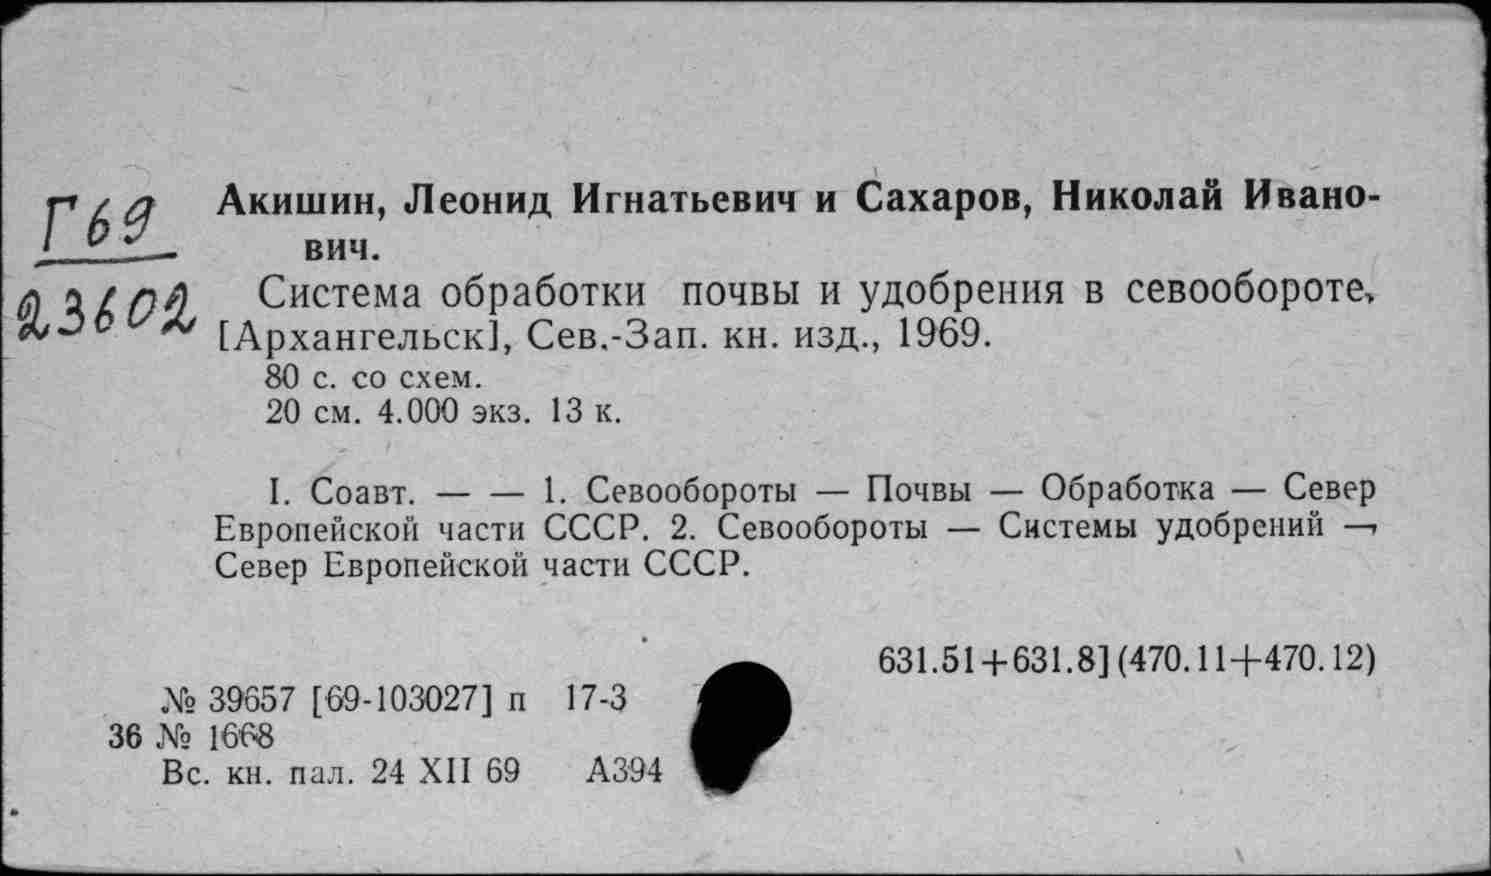 Г69
23602
Акишин, Леонид Игнатьевич и Сахаров, Николай Ивано-
вич.
Система обработки почвы и удобрения в севообороте,
[Архангельск], Сев.-Зап. кн. изд., 1969.
80 с. со схем.
20 см. 4.000 экз. 13 к.
I. Соавт. — — 1. Севообороты — Почвы — Обработка — Север
Европейской части СССР. 2. Севообороты — Системы удобрений —
Север Европейской части СССР.
631.51+631.8] (470.11+470.12)
№ 39657 [69-103027] п 17-3
36 № 1668
Вс. кн. пал. 24 XII 69 А394